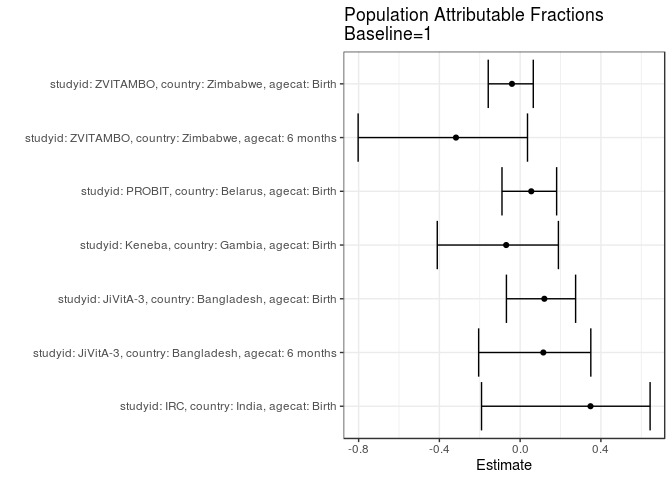 Population Attributable Fractions
Baseline=1
studyid: ZVITAMBO, country: Zimbabwe, agecat: Birth
studyid: ZVITAMBO, country: Zimbabwe, agecat: 6 months
studyid: PROBIT, country: Belarus, agecat: Birth
studyid: Keneba, country: Gambia, agecat: Birth
studyid: JiVitA-3, country: Bangladesh, agecat: Birth
studyid: JiVitA-3, country: Bangladesh, agecat: 6 months
studyid: IRC, country: India, agecat: Birth
-0.8 -0.4 0.0 0.4
Estimate